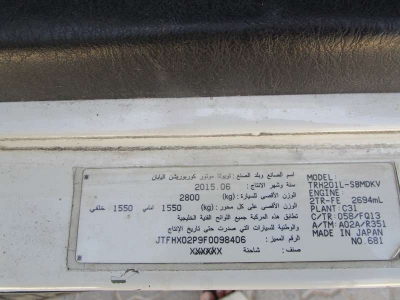 اسم الصانع وبلد الصنع : تويوتا موتور كوربوريشن اليابان
سنة وشهر الانتاج : 2015.06
الوزن الأقصى للسيارة : (kg) 2800
الوزن الأقصى على كل محور : (kg) 1550 أمامي 1550 خلفي
تطابق هذه المركبة جميع اللوائح الفنية الخليجية
والوطنية للسيارات التي صدرت حتى تاريخ الإنتاج
الرقم المميز : JTFHX02P9F0098406
صنف : شاحنة XXXXXX
MODEL:
TRH201L-SBMDKV
ENGINE:
2TR-FE 2694mL
PLANT: C31
C/TR: 058/FQ13
A/TM: A02A/R351
MADE IN JAPAN
NO.681